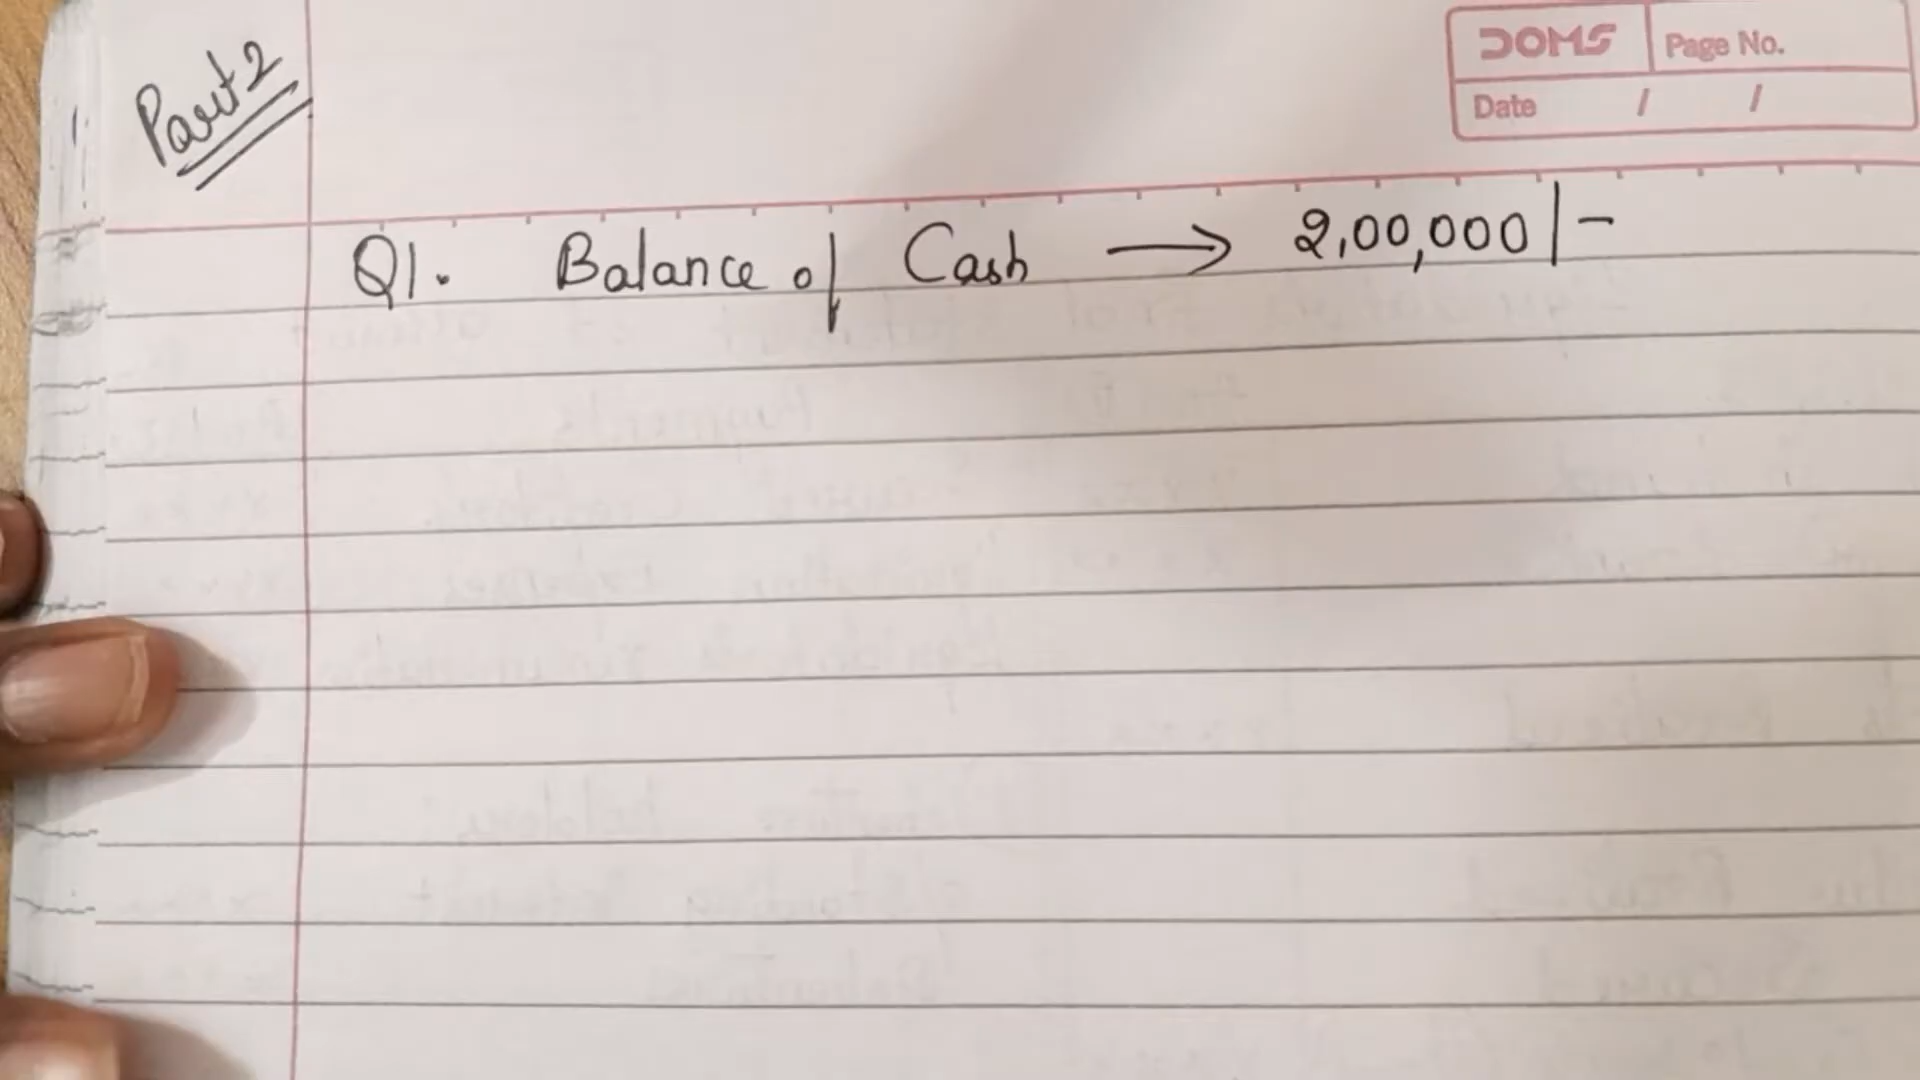 Part 2
DOMS Page No.
Date / /
Q1. Balance of Cash → 2,00,000/-